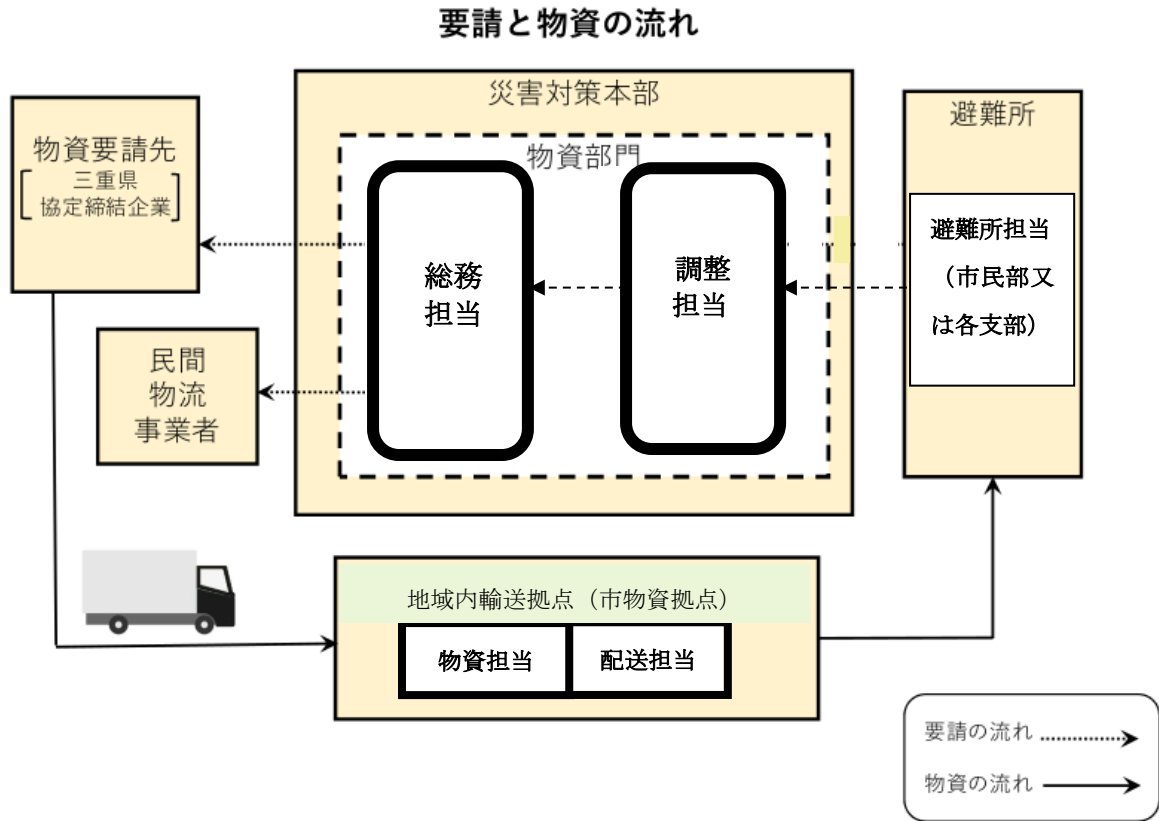 要請と物資の流れ
災害対策本部
物資部門
物資要請先
三重県
協定締結企業
民間
物流
事業者
総務
担当
調整
担当
避難所
避難所担当
（市民部又
は各支部）
地域内輸送拠点（市物資拠点）
物資担当
配送担当
要請の流れ
物資の流れ